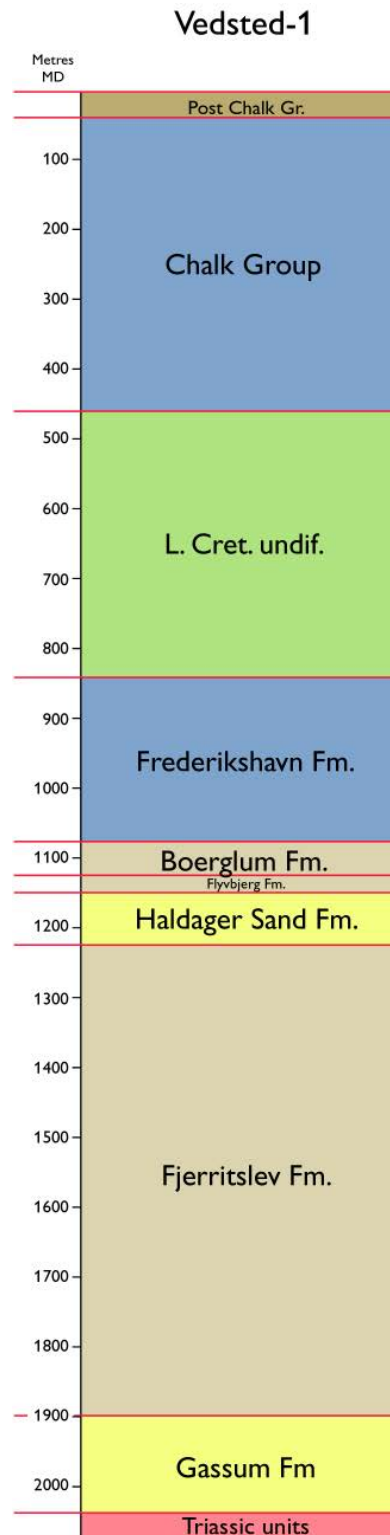 Vedsted-1
Metres
MD
Post Chalk Gr.
100
200
Chalk Group
300
400
500
600
L. Cret. undif.
700
800
900
Frederikshavn Fm.
1000
1100
Boerglum Fm.
Flyvbjerg Fm.
1200
Haldager Sand Fm.
1300
1400
1500
Fjerritslev Fm.
1600
1700
1800
1900
Gassum Fm
2000
Triassic units